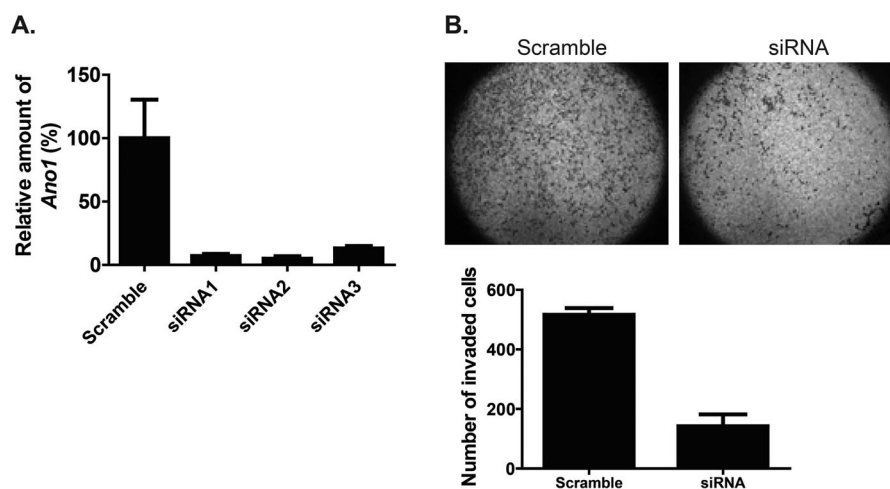 A.
Relative amount of
Ano1 (%)
150
100
50
0
Scramble
siRNA1
siRNA2
siRNA3
B.
Scramble
siRNA
Number of invaded cells
600
400
200
0
Scramble
siRNA